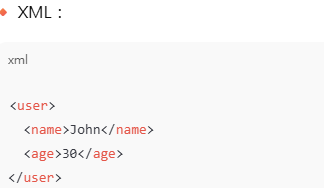 • XML：
xml
<user>
  <name>John</name>
  <age>30</age>
</user>